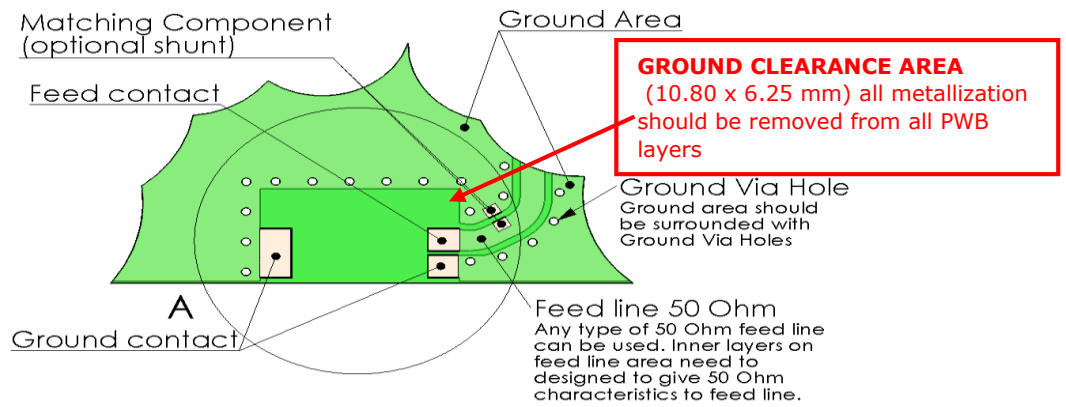 Matching Component
(optional shunt)
Feed contact
Ground Area
GROUND CLEARANCE AREA
(10.80 x 6.25 mm) all metallization
should be removed from all PWB
layers
Ground Via Hole
Ground area should
be surrounded with
Ground Via Holes
A
Ground contact
Feed line 50 Ohm
Any type of 50 Ohm feed line
can be used. Inner layers on
feed line area need to
designed to give 50 Ohm
characteristics to feed line.